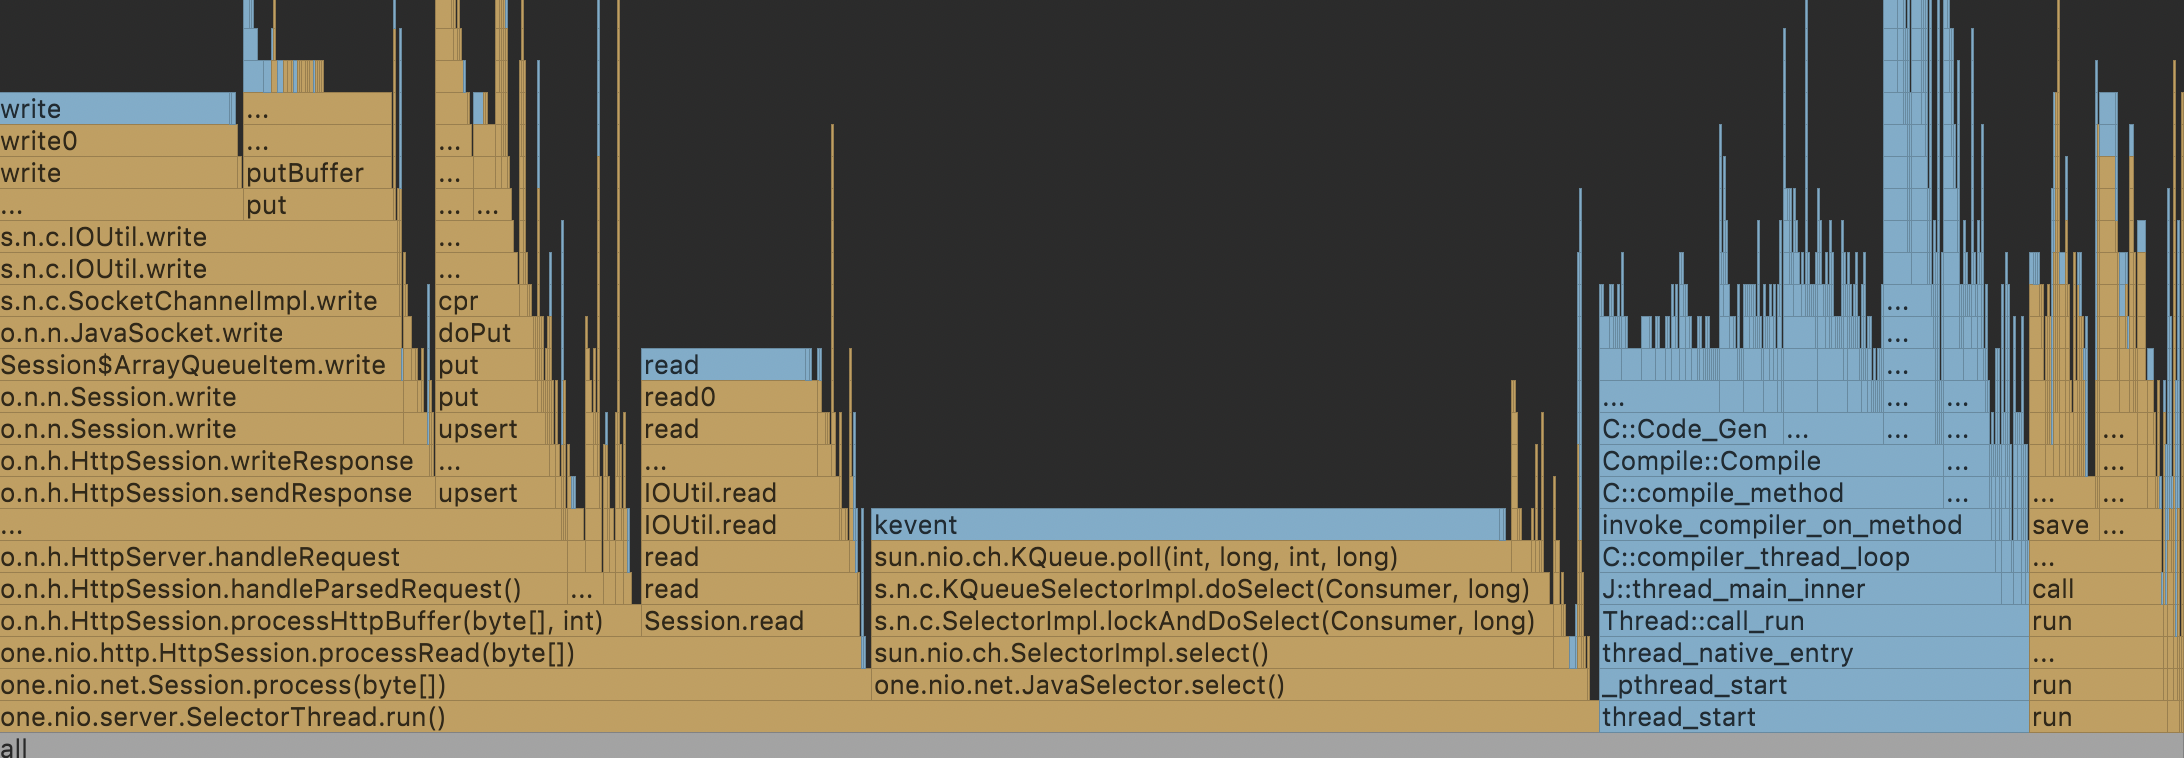 write ...
write0 ... ...
write putBuffer ...
... put ... ...
s.n.c.IOUtil.write ...
s.n.c.IOUtil.write ...
s.n.c.SocketChannelImpl.write cpr ...
o.n.n.JavaSocket.write doPut ...
Session$ArrayQueueItem.write put read ...
o.n.n.Session.write put read0 ... ... ...
o.n.n.Session.write upsert read C::Code_Gen ... ... ... ...
o.n.h.HttpSession.writeResponse ... ... Compile::Compile ... ...
o.n.h.HttpSession.sendResponse upsert IOUtil.read C::compile_method ... ... ...
... IOUtil.read kevent invoke_compiler_on_method save ...
o.n.h.HttpServer.handleRequest read sun.nio.ch.KQueue.poll(int, long, int, long) C::compiler_thread_loop ...
o.n.h.HttpSession.handleParsedRequest() ... read s.n.c.KQueueSelectorImpl.doSelect(Consumer, long) J::thread_main_inner call
o.n.h.HttpSession.processHttpBuffer(byte[], int) Session.read s.n.c.SelectorImpl.lockAndDoSelect(Consumer, long) Thread::call_run run
one.nio.http.HttpSession.processRead(byte[]) sun.nio.ch.SelectorImpl.select() thread_native_entry ...
one.nio.net.Session.process(byte[]) one.nio.net.JavaSelector.select() _pthread_start run
one.nio.server.SelectorThread.run() thread_start run
all